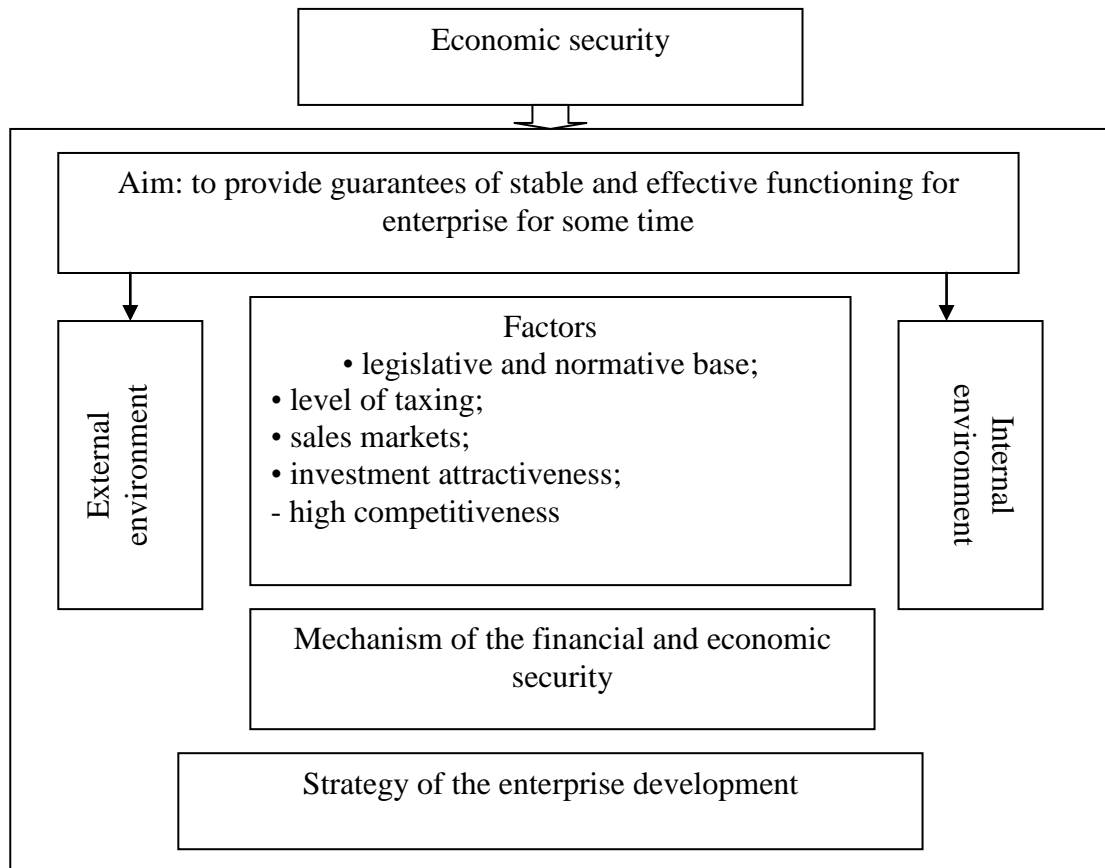 Economic security
Aim: to provide guarantees of stable and effective functioning for
enterprise for some time
External
environment
Factors
• legislative and normative base;
• level of taxing;
• sales markets;
• investment attractiveness;
- high competitiveness
Internal
environment
Mechanism of the financial and economic
security
Strategy of the enterprise development